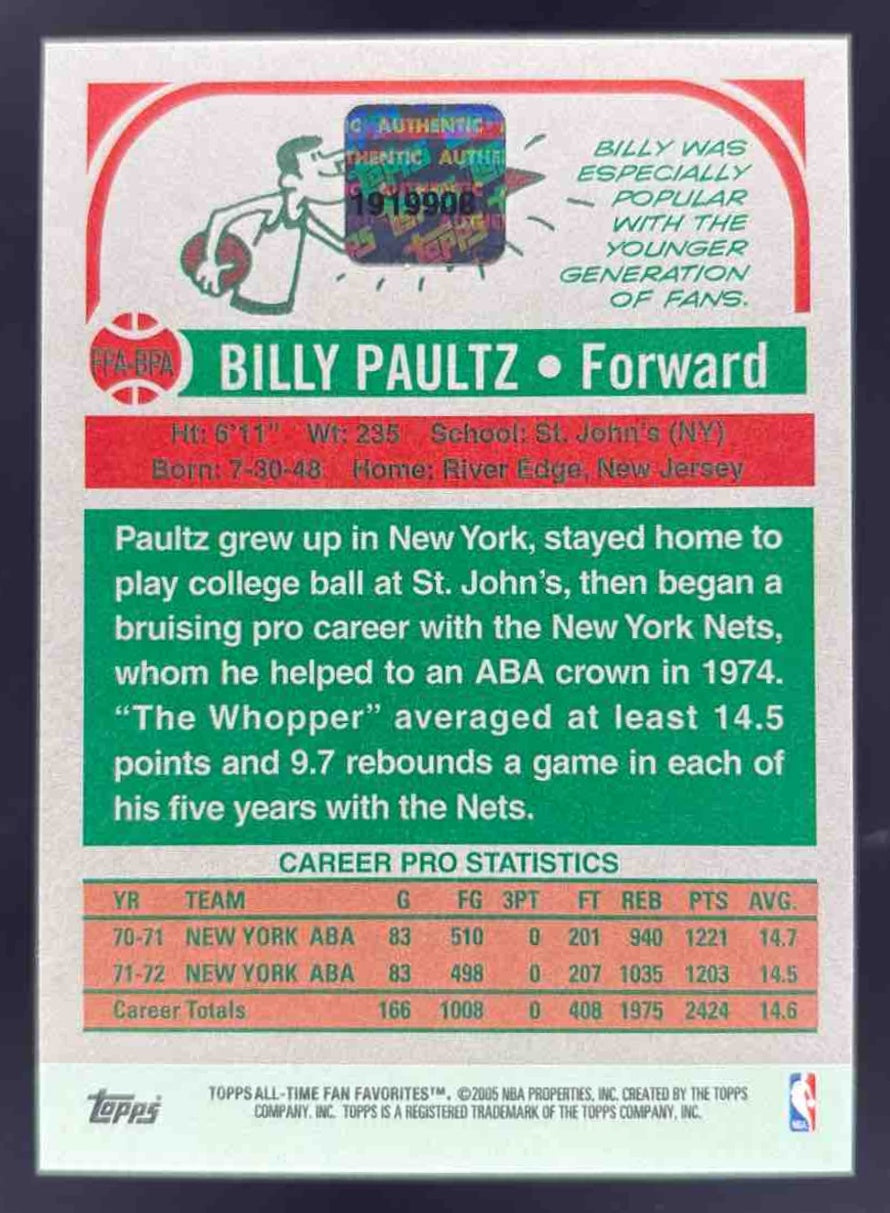 C AUTHENTIC
THENTIC AUTHE
1919908
topps
BILLY WAS
ESPECIALLY
POPULAR
WITH THE
YOUNGER
GENERATION
OF FANS.
FFA-BPA
BILLY PAULTZ • Forward
Ht: 6'11" Wt: 235 School: St. John's (NY)
Born: 7-30-48 Home: River Edge, New Jersey
Paultz grew up in New York, stayed home to
play college ball at St. John's, then began a
bruising pro career with the New York Nets,
whom he helped to an ABA crown in 1974.
“The Whopper” averaged at least 14.5
points and 9.7 rebounds a game in each of
his five years with the Nets.
CAREER PRO STATISTICS
YR TEAM G FG 3PT FT REB PTS AVG.
70-71 NEW YORK ABA 83 510 0 201 940 1221 14.7
71-72 NEW YORK ABA 83 498 0 207 1035 1203 14.5
Career Totals 166 1008 0 408 1975 2424 14.6
topps
TOPPS ALL-TIME FAN FAVORITES™. ©2005 NBA PROPERTIES, INC. CREATED BY THE TOPPS
COMPANY, INC. TOPPS IS A REGISTERED TRADEMARK OF THE TOPPS COMPANY, INC.
NBA